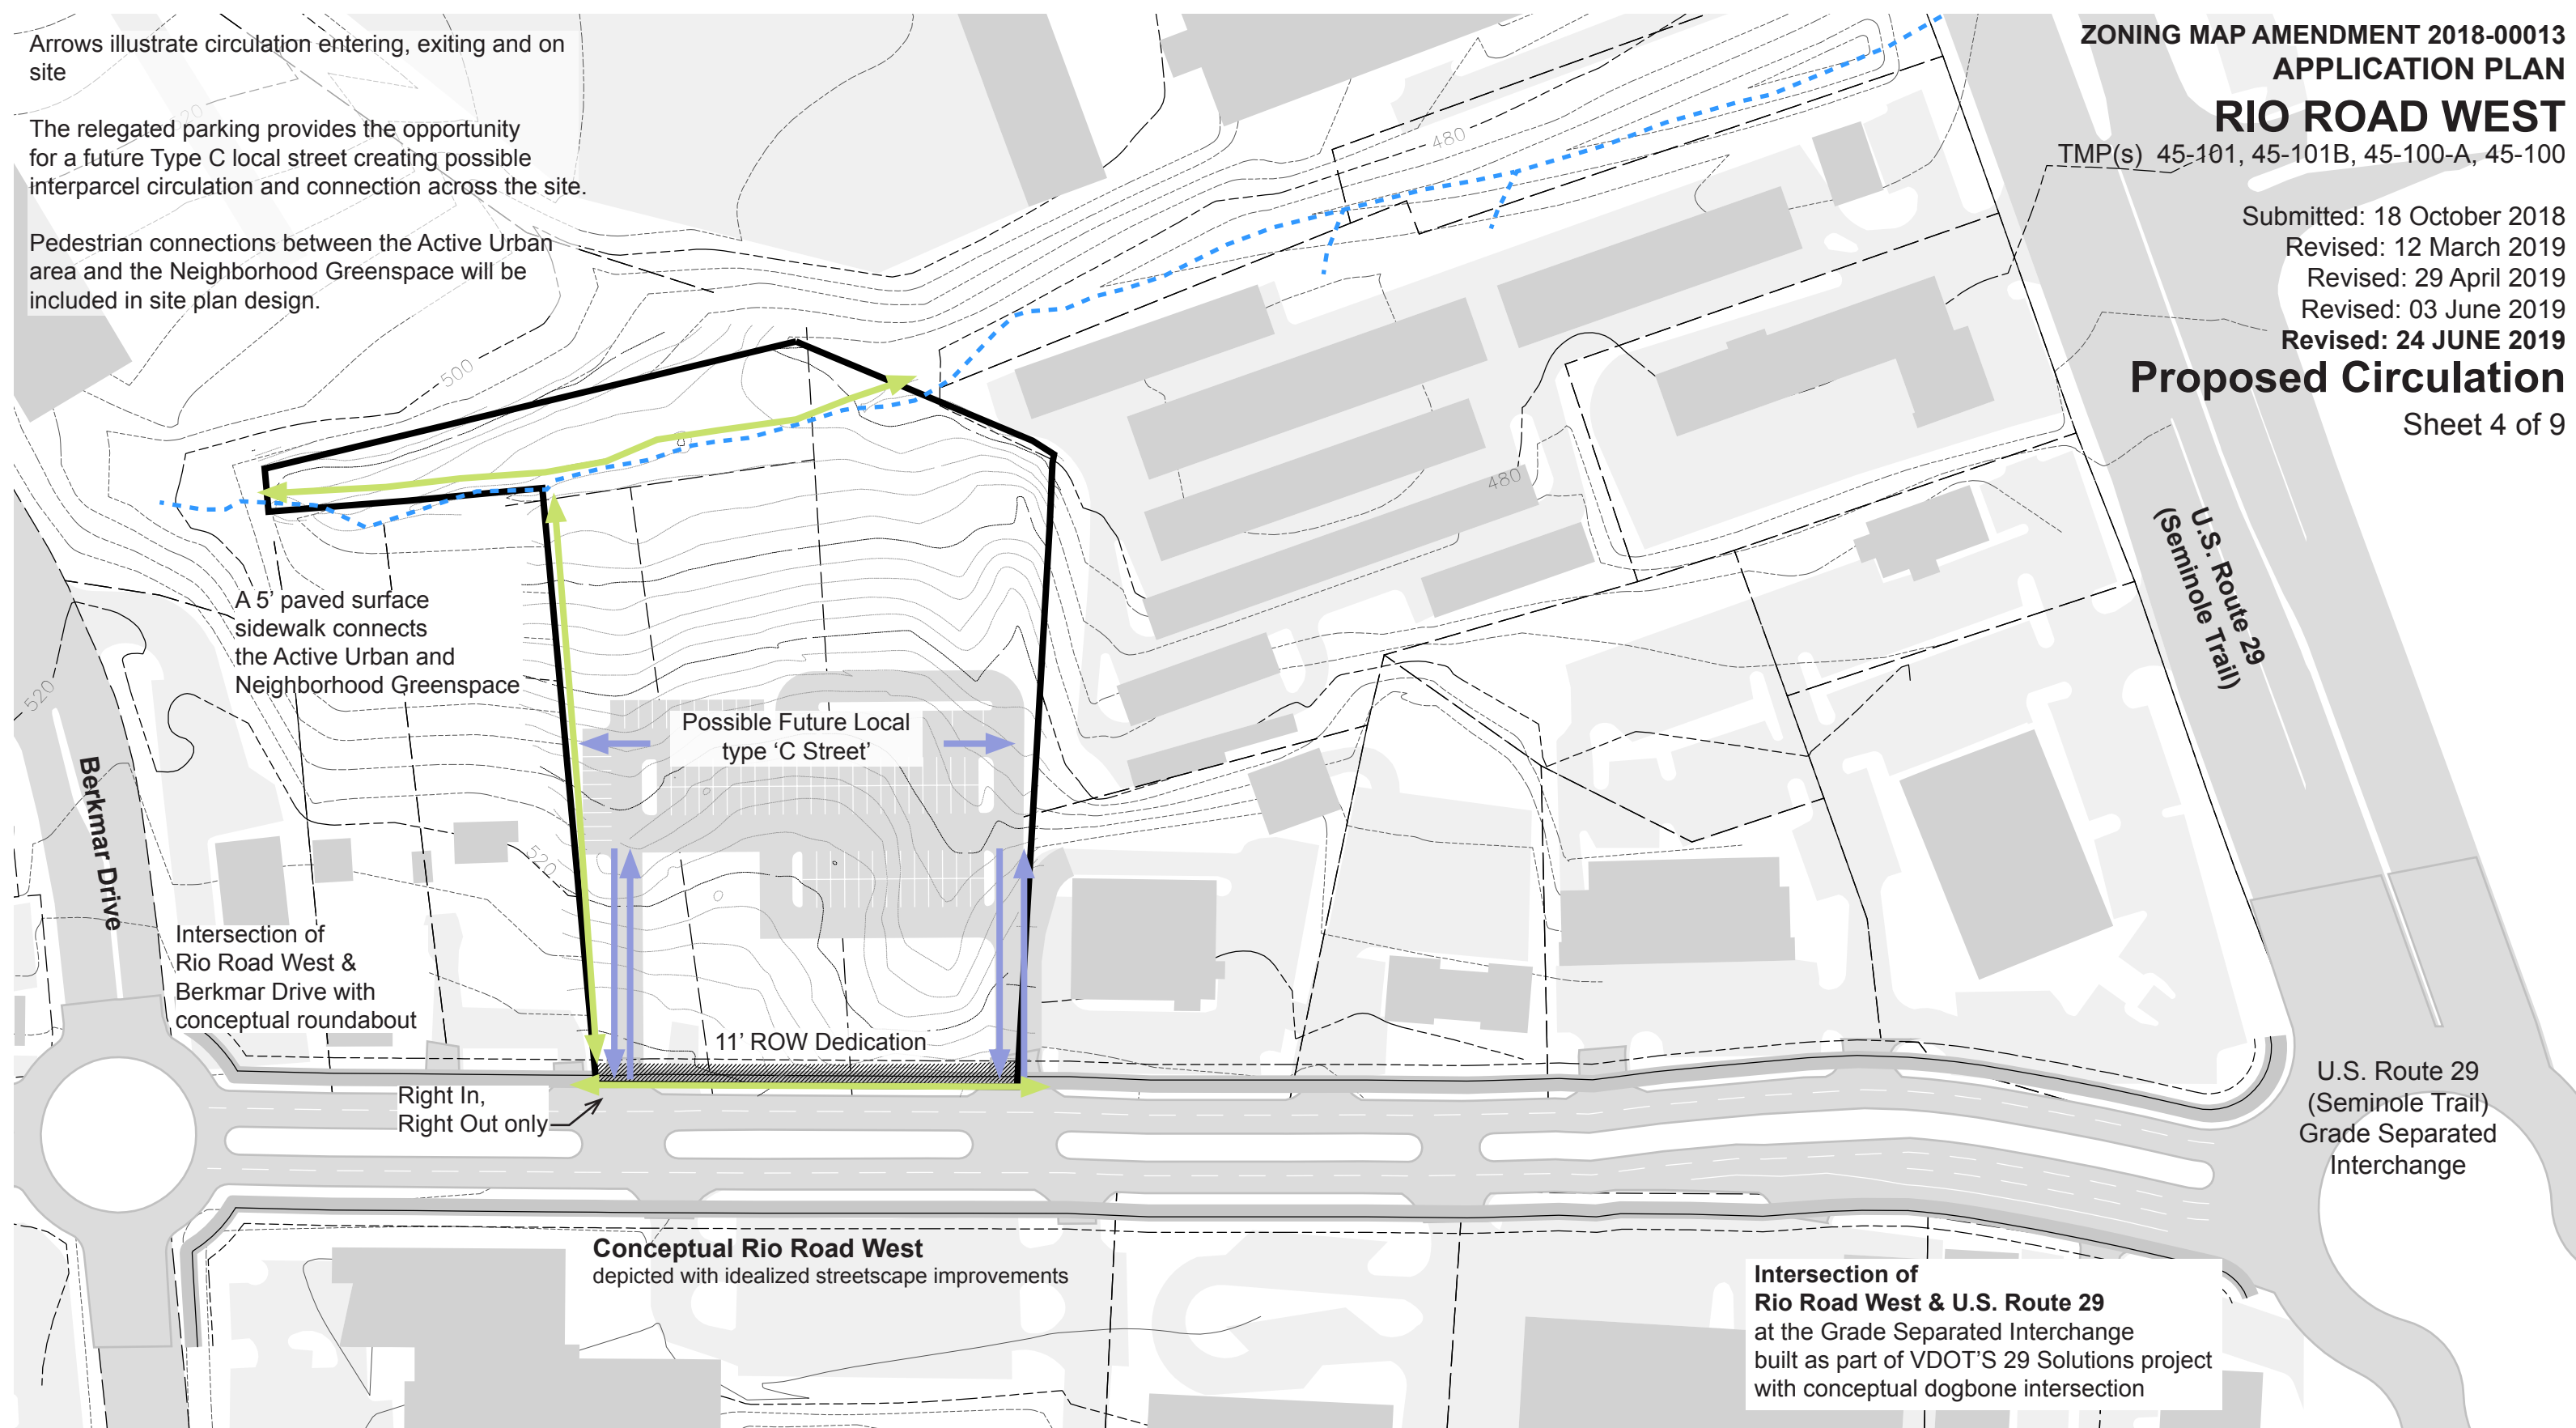 Arrows illustrate circulation entering, exiting and on
site
The relegated parking provides the opportunity
for a future Type C local street creating possible
interparcel circulation and connection across the site.
Pedestrian connections between the Active Urban
area and the Neighborhood Greenspace will be
included in site plan design.
ZONING MAP AMENDMENT 2018-00013
APPLICATION PLAN
RIO ROAD WEST
TMP(s) 45-101, 45-101B, 45-100-A, 45-100
Submitted: 18 October 2018
Revised: 12 March 2019
Revised: 29 April 2019
Revised: 03 June 2019
Revised: 24 JUNE 2019
Proposed Circulation
Sheet 4 of 9
520
480
500
480
U.S. Route 29
(Seminole Trail)
A 5' paved surface
sidewalk connects
the Active Urban and
Neighborhood Greenspace
520
Possible Future Local
type ‘C Street’
Berkmar Drive
520
Intersection of
Rio Road West &
Berkmar Drive with
conceptual roundabout
11’ ROW Dedication
Right In,
Right Out only
U.S. Route 29
(Seminole Trail)
Grade Separated
Interchange
Conceptual Rio Road West
depicted with idealized streetscape improvements
Intersection of
Rio Road West & U.S. Route 29
at the Grade Separated Interchange
built as part of VDOT’S 29 Solutions project
with conceptual dogbone intersection